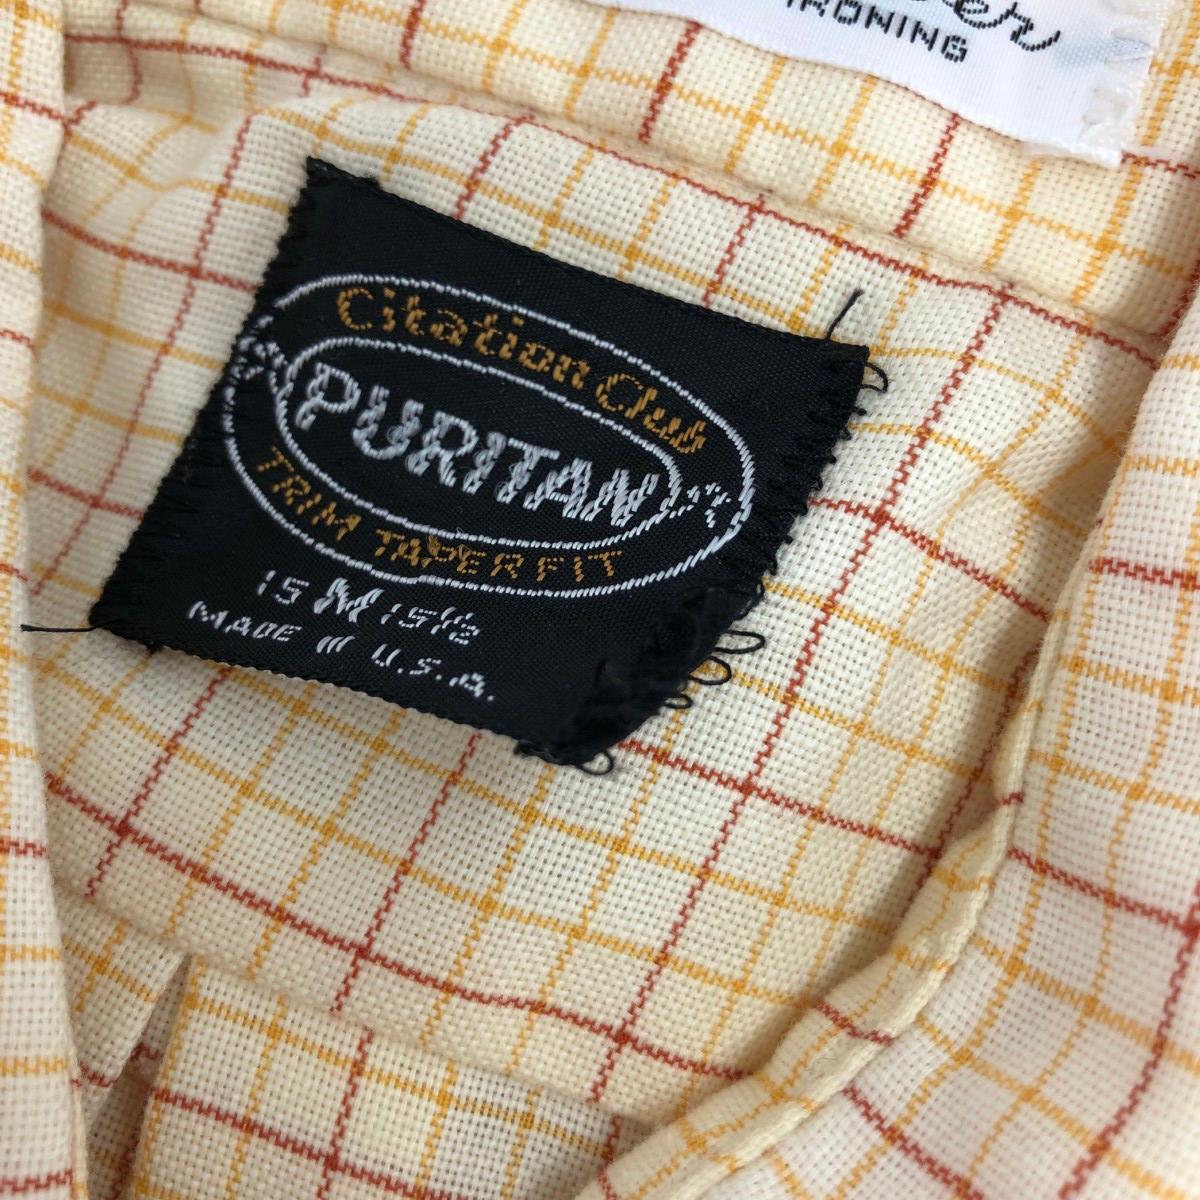 IRONING
Citation Club
PURITAN
TRIM TAPER FIT
15 M 15½
MADE IN U.S.A.